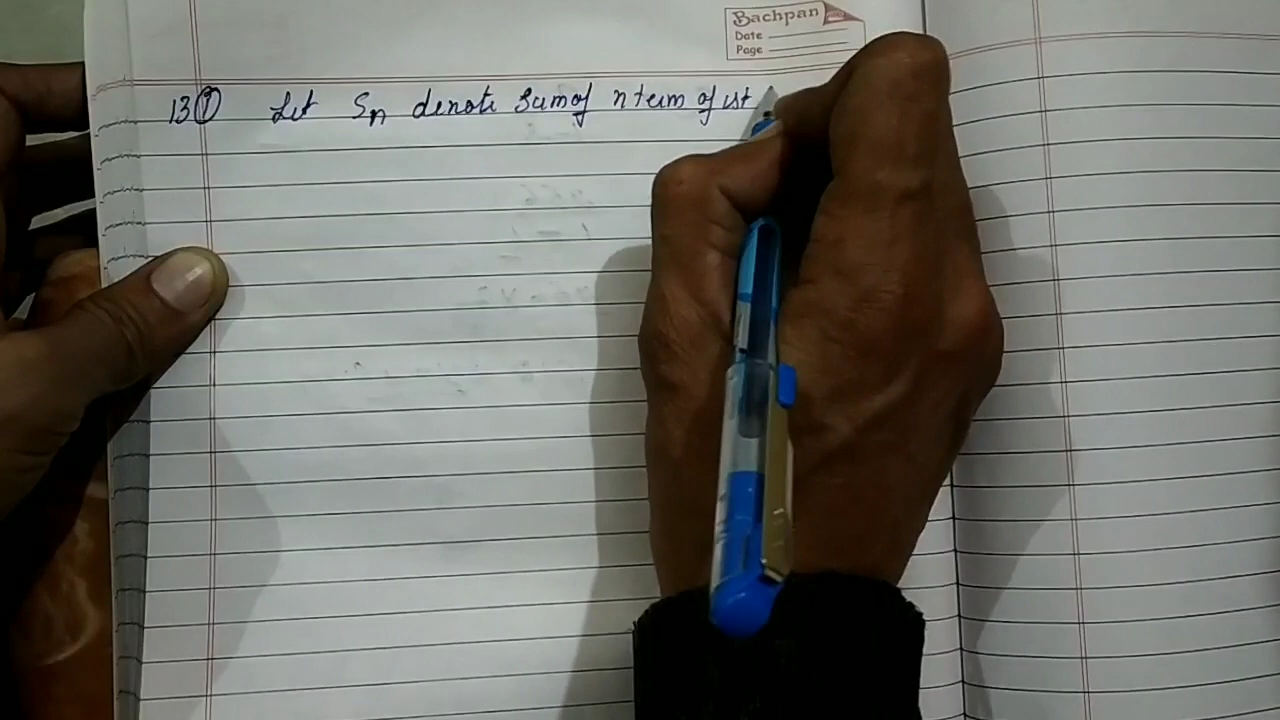 Bachpan
Date
Page
13 Let Sn denote Sum of n term of ist